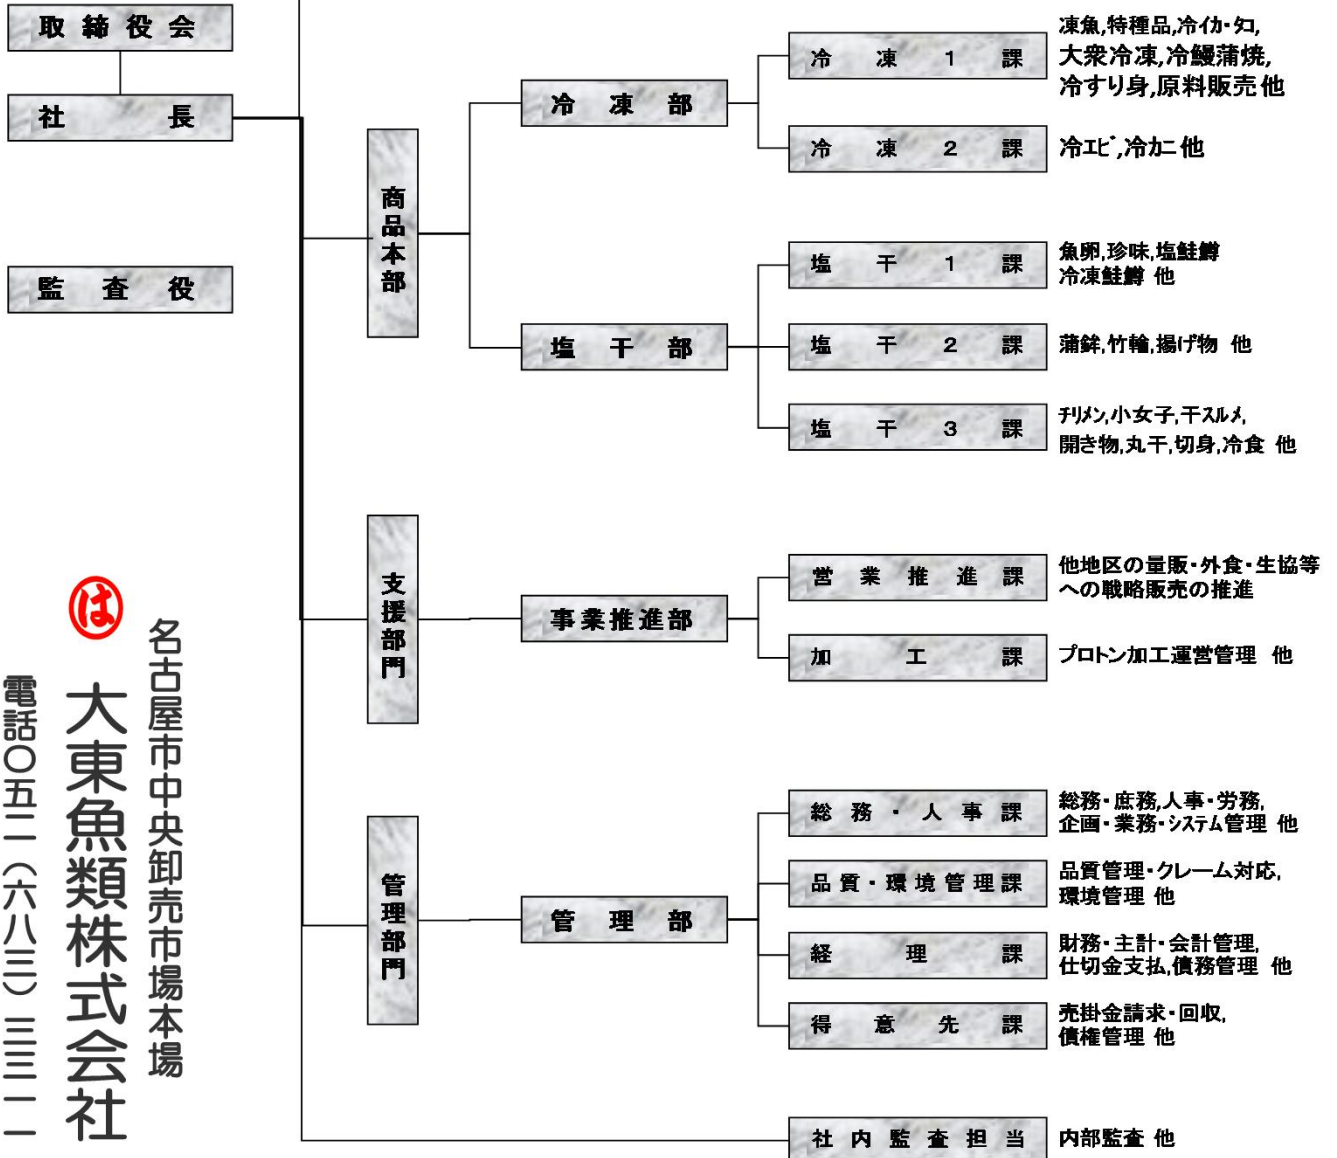 取締役会
社長
監査役
商品本部
冷凍部
冷凍1課
凍魚,特種品,冷イカ・タコ,
大衆冷凍,冷鰻蒲焼,
冷すり身,原料販売他
冷凍2課
冷エビ,冷カニ他
塩干部
塩干1課
魚卵,珍味,塩鮭鱒
冷凍鮭鱒 他
塩干2課
蒲鉾,竹輪,揚げ物 他
塩干3課
チリメン,小女子,干スルメ,
開き物,丸干,切身,冷食 他
支援部門
事業推進部
営業推進課
他地区の量販・外食・生協等
への戦略販売の推進
加工課
プロトン加工運営管理 他
管理部門
管理部
総務・人事課
総務・庶務,人事・労務,
企画・業務・システム管理 他
品質・環境管理課
品質管理・クレーム対応,
環境管理 他
経理課
財務・主計・会計管理,
仕切金支払,債務管理 他
得意先課
売掛金請求・回収,
債権管理 他
社内監査担当
内部監査 他
名古屋市中央卸売市場本場
は 大東魚類株式会社
電話〇五二(六八三)三三一一